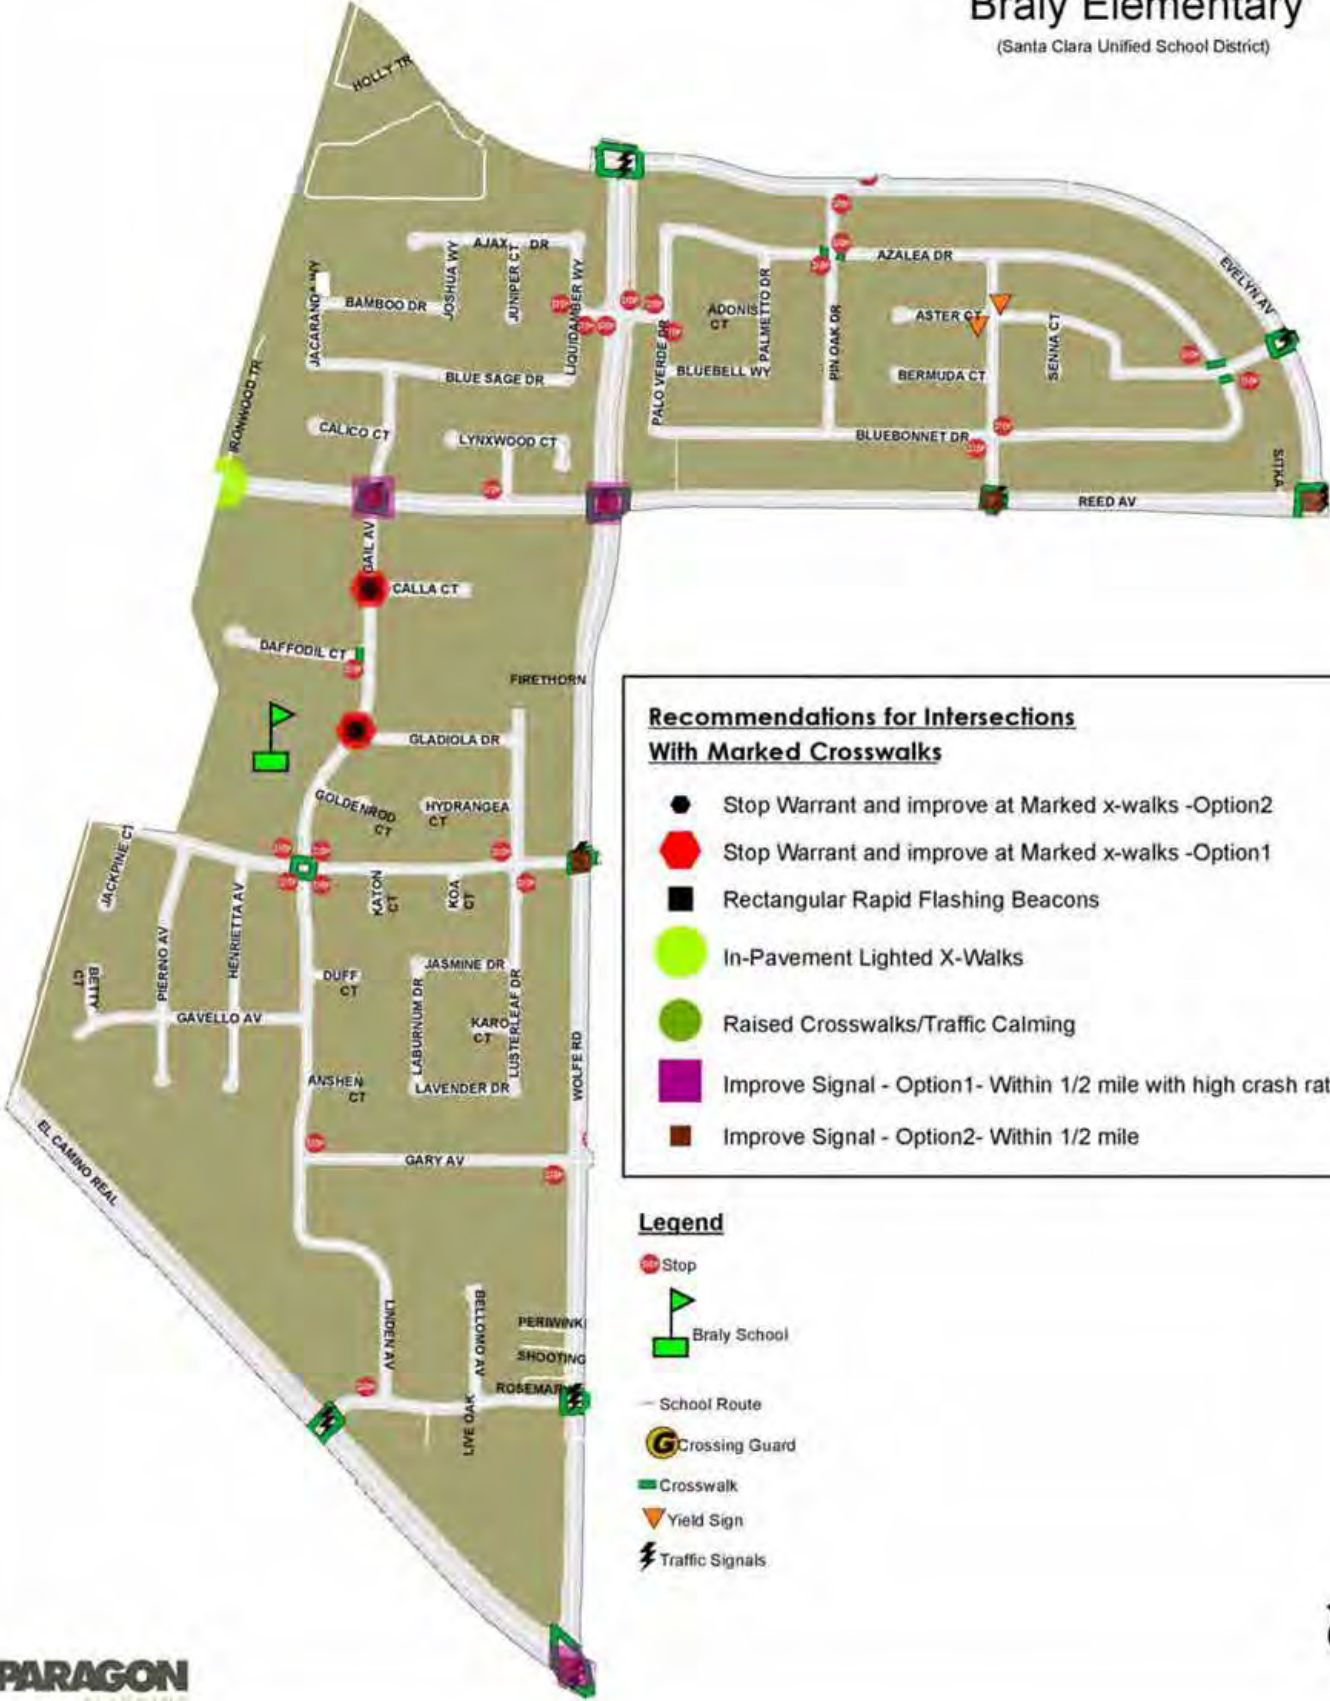 Braly Elementary
(Santa Clara Unified School District)
HOLLY TR
AJAX DR
JOSHUA WY
JUNIPER CT
LIQUIDAMBER WY
BAMBOO DR
BLUE SAGE DR
IRONWOOD TR
CALICO CT
LYNXWOOD CT
PALO VERDE DR
ADONIS
CT
PALMETTO DR
BLUEBELL WY
PIN OAK DR
AZALEA DR
ASTER CT
BERMUDA CT
SENNA CT
BLUEBONNET DR
EVELYN AV
SITKA
REED AV
GAIL AV
CALLA CT
DAFFODIL CT
FIRETHORN
GLADIOLA DR
GOLDENROD
CT
HYDRANGEA
CT
JACKPINE CT
PIERINO AV
HENRIETTA AV
KATON
CT
KOA
CT
BETTY
CT
DUFF
CT
JASMINE DR
LABURNUM DR
KARO
CT
LUSTERLEAF DR
GAVELLO AV
ANSHEN
CT
LAVENDER DR
WOLFE RD
GARY AV
EL CAMINO REAL
LINDEN AV
BELLOMO AV
PERIWINK
SHOOTING
ROSEMARY
LIVE OAK
Recommendations for Intersections
With Marked Crosswalks
Stop Warrant and improve at Marked x-walks -Option2
Stop Warrant and improve at Marked x-walks -Option1
Rectangular Rapid Flashing Beacons
In-Pavement Lighted X-Walks
Raised Crosswalks/Traffic Calming
Improve Signal - Option1- Within 1/2 mile with high crash rat
Improve Signal - Option2- Within 1/2 mile
Legend
STOP Stop
Braly School
School Route
G Crossing Guard
Crosswalk
Yield Sign
Traffic Signals
PARAGON